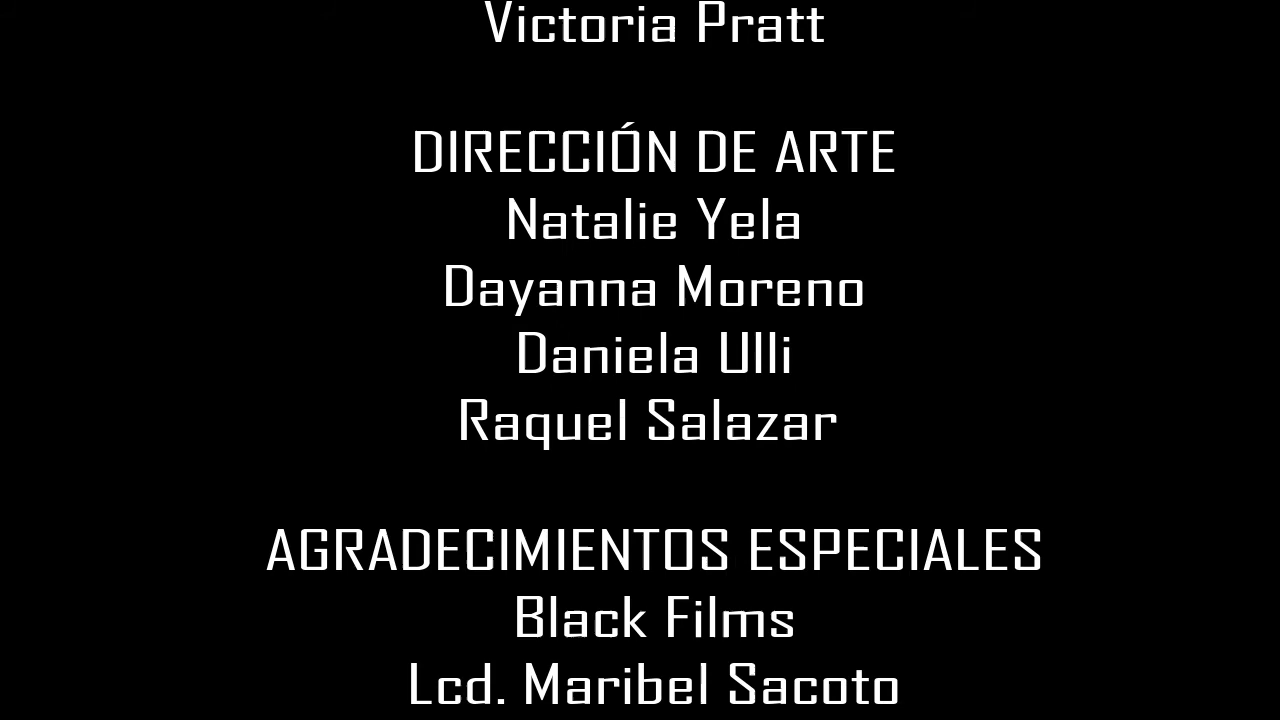 Victoria Pratt
DIRECCIÓN DE ARTE
Natalie Yela
Dayanna Moreno
Daniela Ulli
Raquel Salazar
AGRADECIMIENTOS ESPECIALES
Black Films
Lcd. Maribel Sacoto